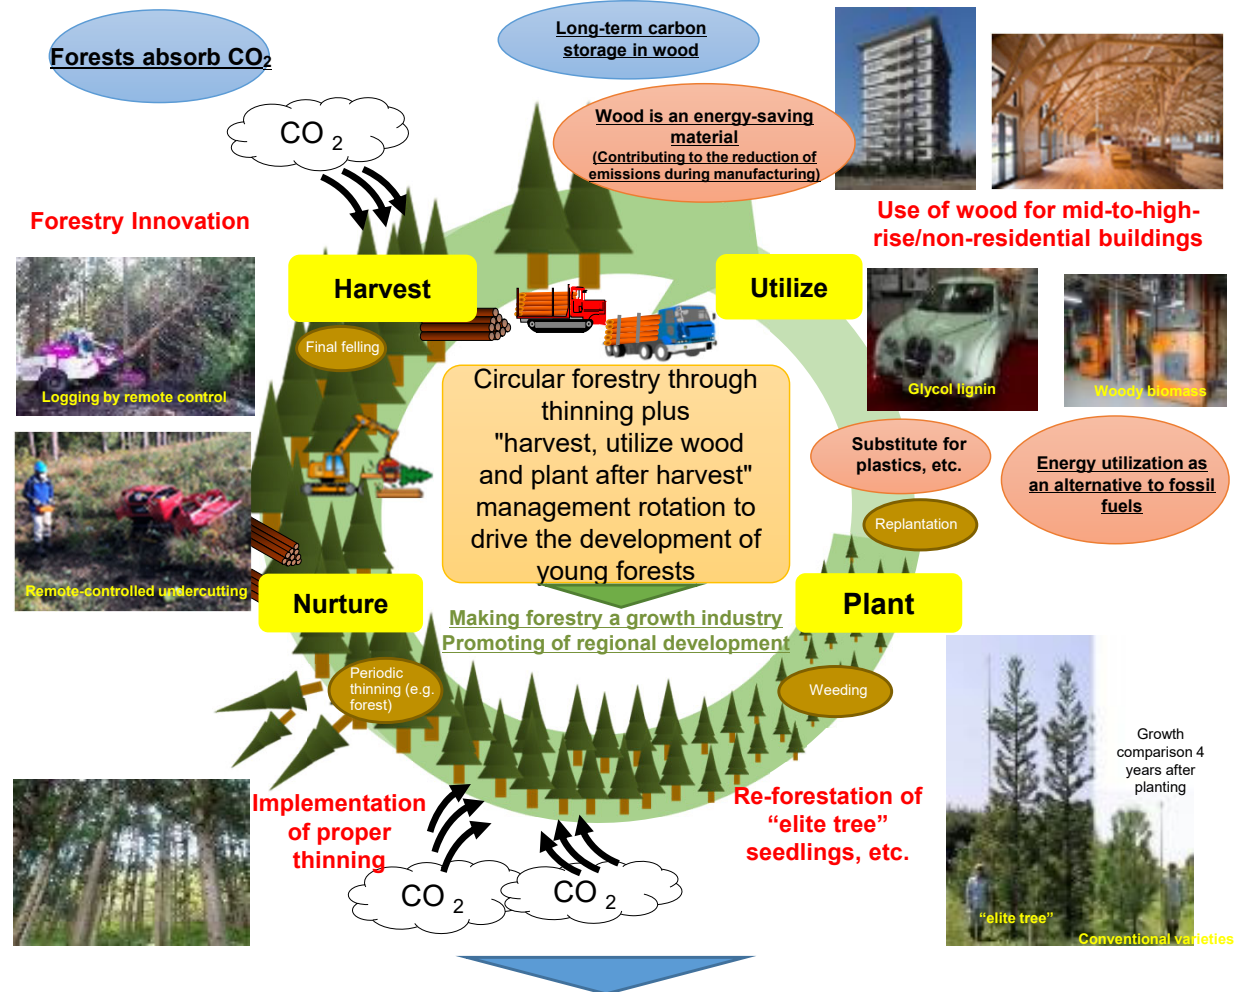 Forests absorb CO2
Long-term carbon
storage in wood
Wood is an energy-saving
material
(Contributing to the reduction of
emissions during manufacturing)
CO 2
Forestry Innovation
Use of wood for mid-to-high-
rise/non-residential buildings
Harvest
Utilize
Final felling
Logging by remote control
Glycol lignin
Woody biomass
Circular forestry through
thinning plus
"harvest, utilize wood
and plant after harvest"
management rotation to
drive the development of
young forests
Substitute for
plastics, etc.
Energy utilization as
an alternative to fossil
fuels
Replantation
Remote-controlled undercutting
Nurture
Plant
Making forestry a growth industry
Promoting of regional development
Periodic
thinning (e.g.
forest)
Weeding
Growth
comparison 4
years after
planting
Implementation
of proper
thinning
Re-forestation of
“elite tree”
seedlings, etc.
CO 2
CO 2
“elite tree”
Conventional varieties